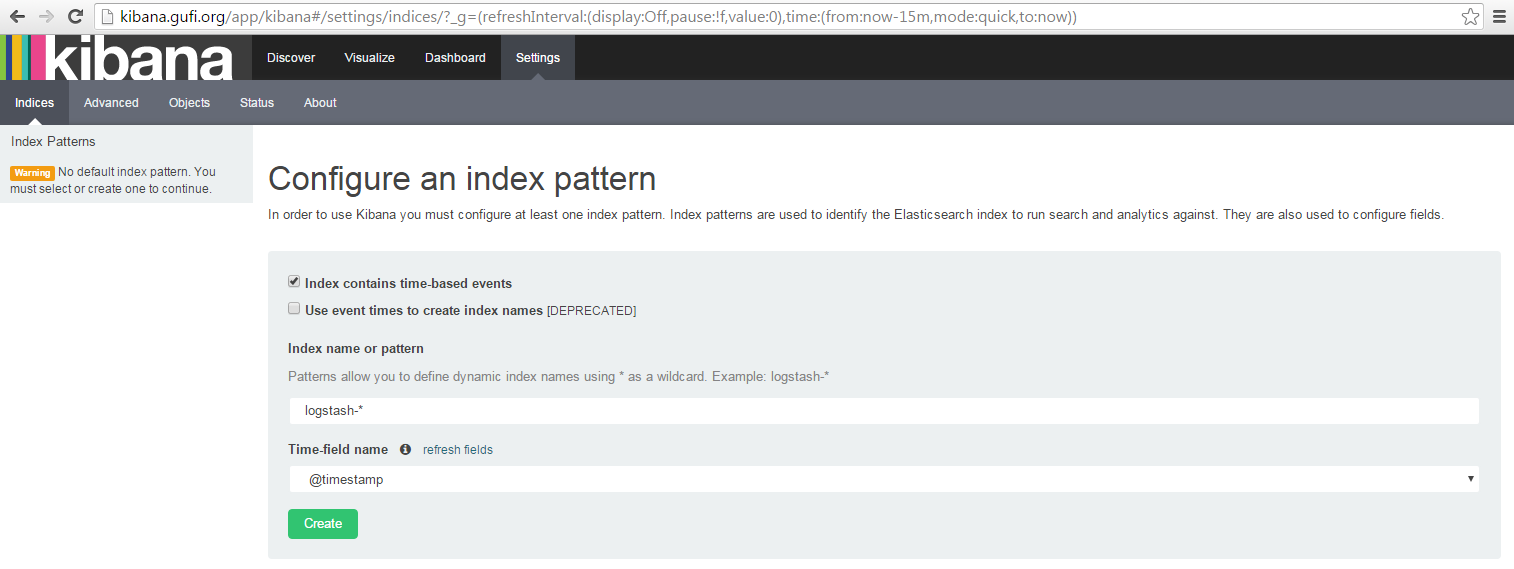 kibana.gufi.org/app/kibana#/settings/indices/?_g=(refreshInterval:(display:Off,pause:!f,value:0),time:(from:now-15m,mode:quick,to:now))
kibana Discover Visualize Dashboard Settings
Indices Advanced Objects Status About
Index Patterns
Warning No default index pattern. You
must select or create one to continue.
Configure an index pattern
In order to use Kibana you must configure at least one index pattern. Index patterns are used to identify the Elasticsearch index to run search and analytics against. They are also used to configure fields.
Index contains time-based events
Use event times to create index names [DEPRECATED]
Index name or pattern
Patterns allow you to define dynamic index names using * as a wildcard. Example: logstash-*
logstash-*
Time-field name refresh fields
@timestamp
Create